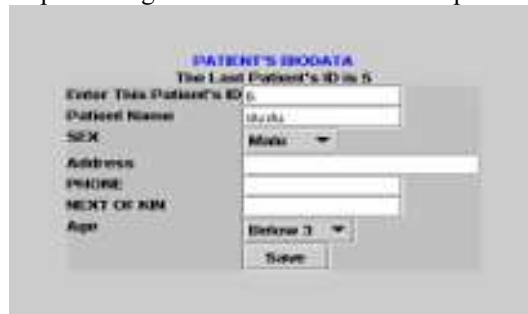 PATIENT'S BIODATA
The Last Patient's ID is 5
Enter This Patient's ID 6
Patient Name
SEX Male
Address
PHONE
NEXT OF KIN
Age Below 3
Save